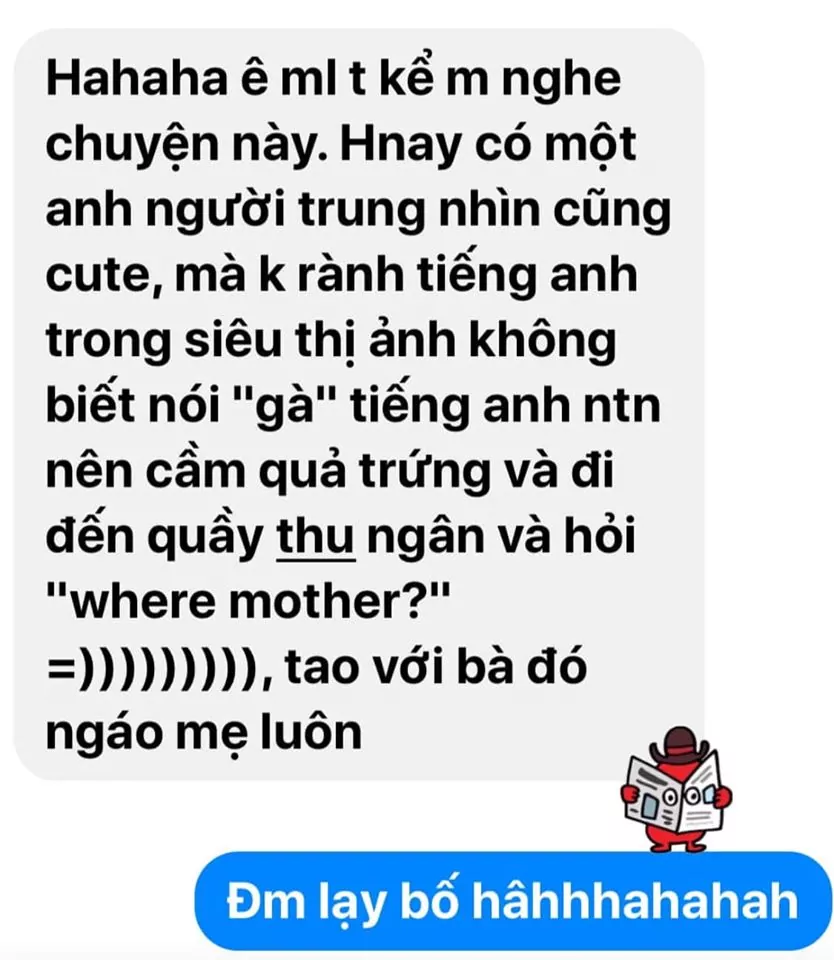 Hahaha ê ml t kể m nghe
chuyện này. Hnay có một
anh người trung nhìn cũng
cute, mà k rành tiếng anh
trong siêu thị ảnh không
biết nói "gà" tiếng anh ntn
nên cầm quả trứng và đi
đến quầy thu ngân và hỏi
"where mother?"
=))))))))), tao với bà đó
ngáo mẹ luôn
Đm lạy bố hâhhhahahah